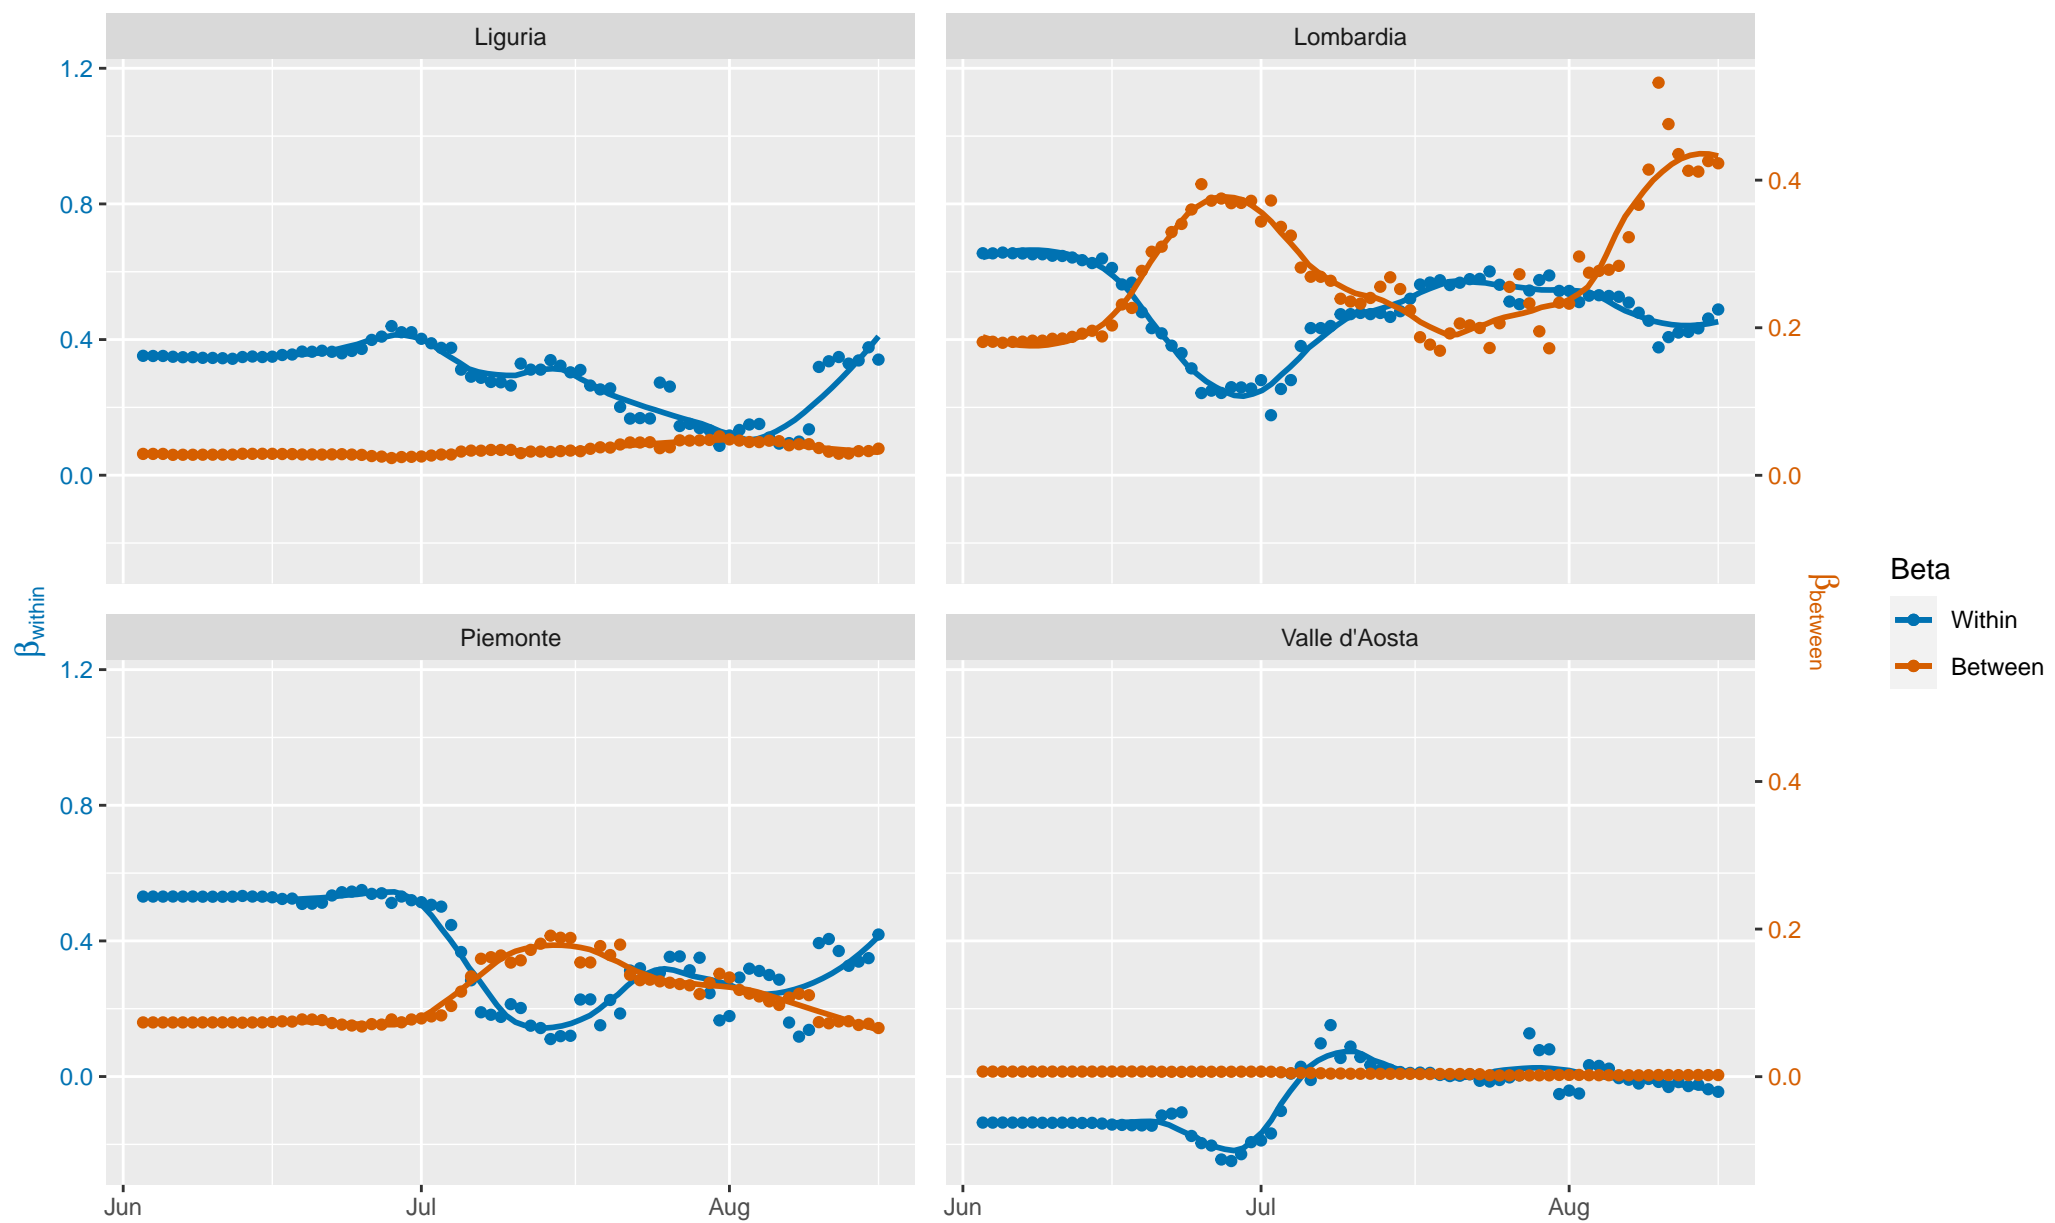 Liguria
Lombardia
1.2
0.8
0.4
0.0
0.4
0.2
0.0
βwithin
βbetween
Beta
Within
Between
Piemonte
Valle d'Aosta
1.2
0.8
0.4
0.0
0.4
0.2
0.0
Jun Jul Aug
Jun Jul Aug